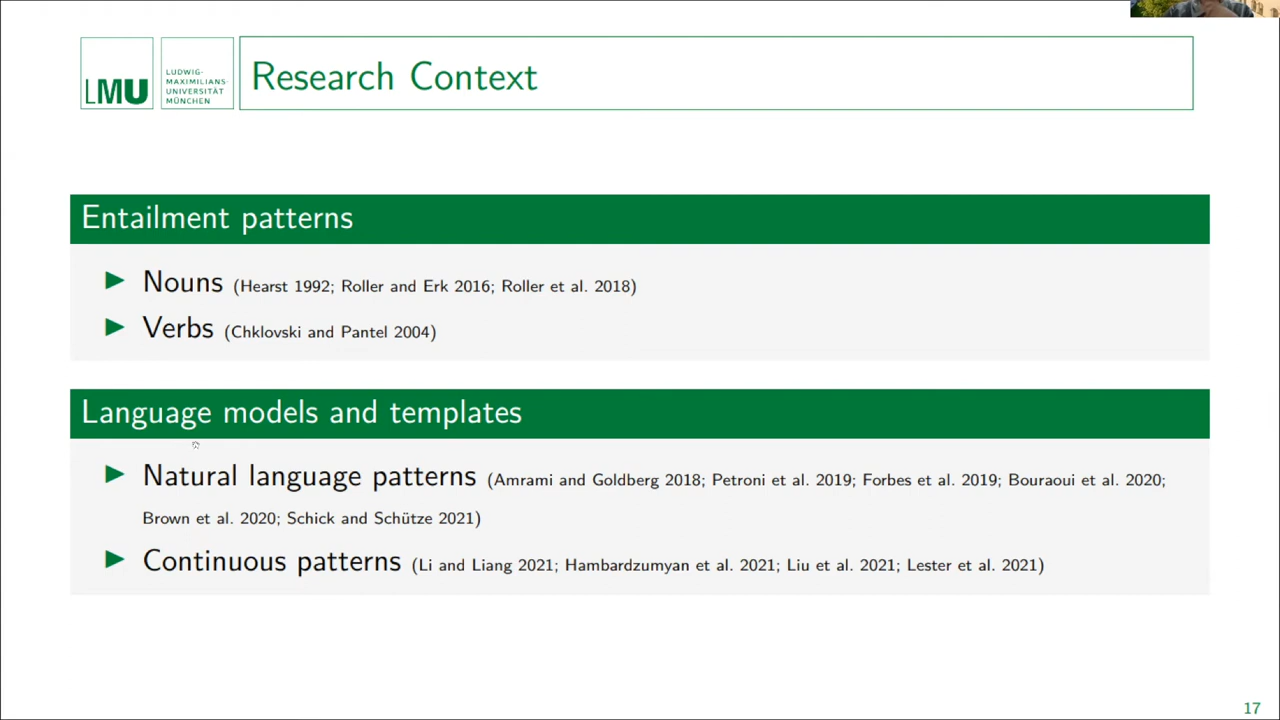 LMU
LUDWIG-
MAXIMILIANS-
UNIVERSITÄT
MÜNCHEN
Research Context
Entailment patterns
Nouns (Hearst 1992; Roller and Erk 2016; Roller et al. 2018)
Verbs (Chklovski and Pantel 2004)
Language models and templates
Natural language patterns (Amrami and Goldberg 2018; Petroni et al. 2019; Forbes et al. 2019; Bouraoui et al. 2020;
Brown et al. 2020; Schick and Schütze 2021)
Continuous patterns (Li and Liang 2021; Hambardzumyan et al. 2021; Liu et al. 2021; Lester et al. 2021)
17